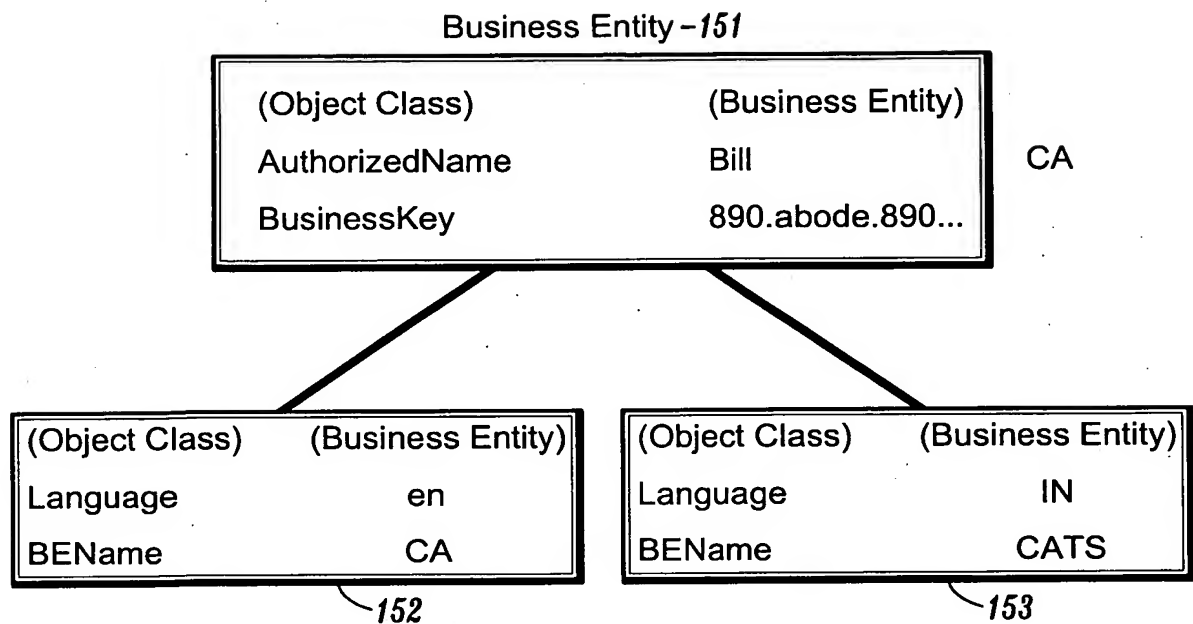 Business Entity-151
(Object Class) (Business Entity)
AuthorizedName Bill
BusinessKey 890.abode.890...
CA
(Object Class) (Business Entity)
Language en
BEName CA
152
(Object Class) (Business Entity)
Language IN
BEName CATS
153